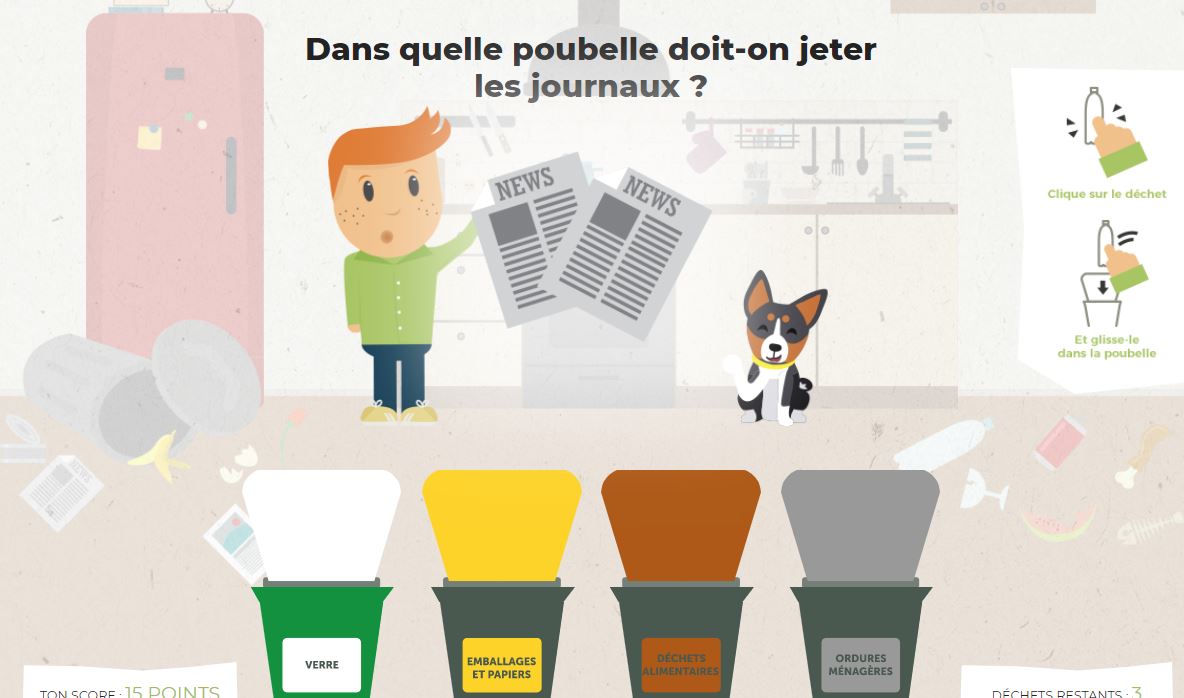 Dans quelle poubelle doit-on jeter
les journaux ?
NEWS
NEWS
Clique sur le déchet
Et glisse-le
dans la poubelle
NEWS
VERRE
EMBALLAGES
ET PAPIERS
DÉCHETS
ALIMENTAIRES
ORDURES
MÉNAGÈRES
TON SCORE : 15 POINTS
DÉCHETS RESTANTS : 3